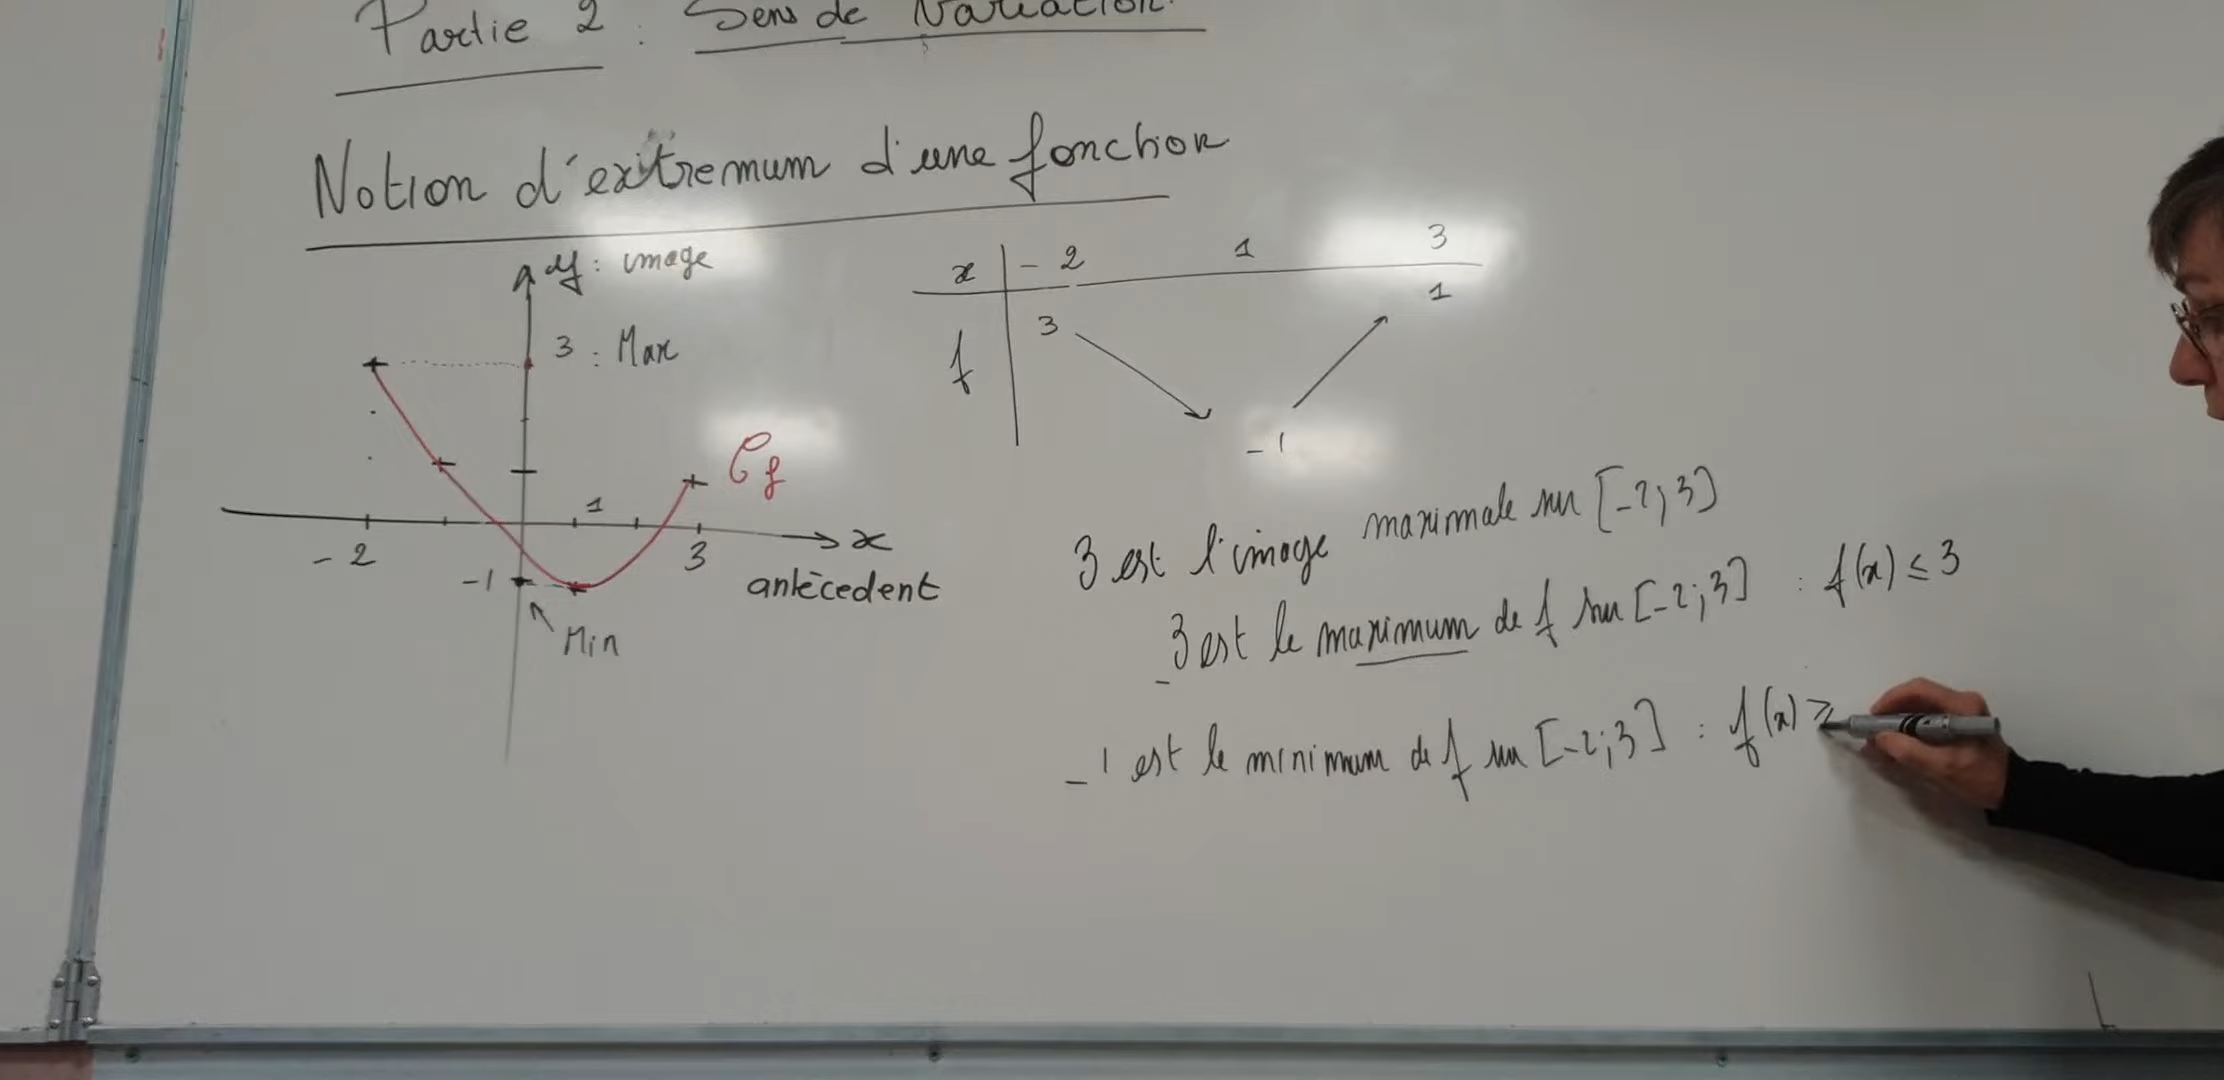 Partie 2 : Sens de Variation.
Notion d'extremum d'une fonction
y : image
3 : Max
Cf
1
-2
3
x
-1
antécedent
Min
x -2 1 3
f 3 -1 1
3 est l'image maximale sur [-2;3]
3 est le maximum de f sur [-2;3] : f(x) ≤ 3
-1 est le minimum de f sur [-2;3] : f(x) ≥